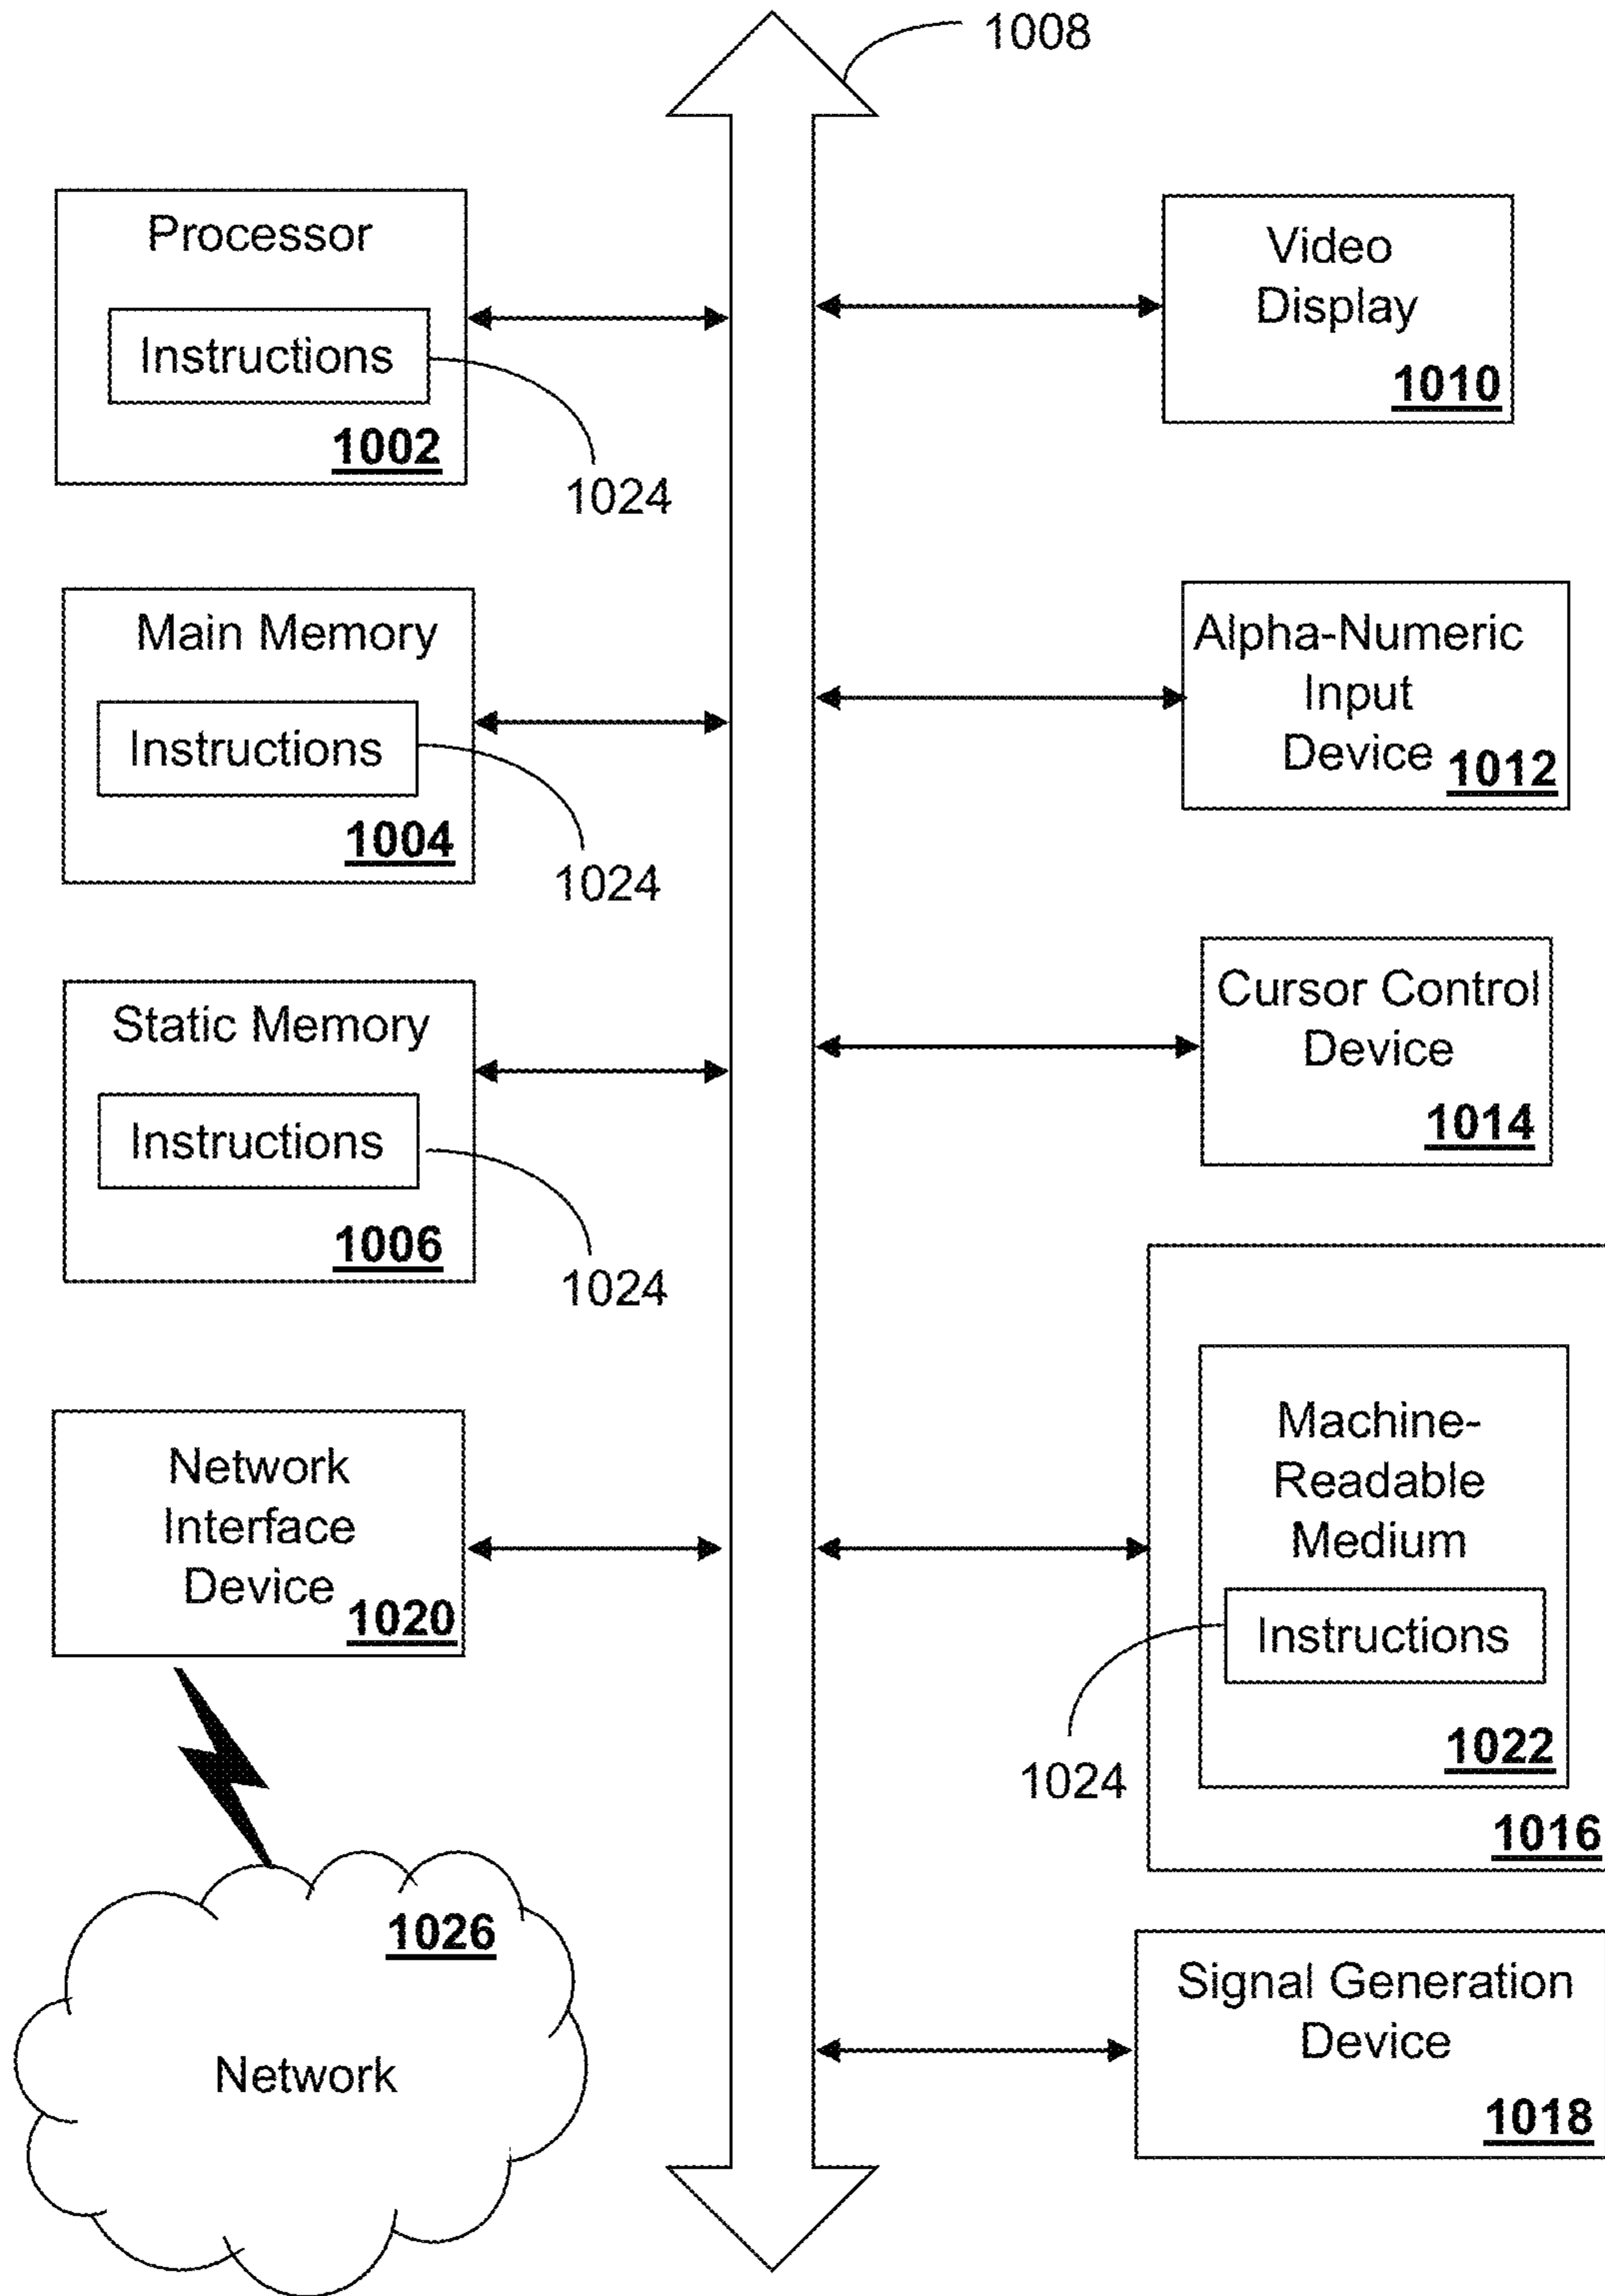 1008
Processor
Instructions
1002
1024
Main Memory
Instructions
1004
1024
Static Memory
Instructions
1006
1024
Network
Interface
Device
1020
1026
Network
Video
Display
1010
Alpha-Numeric
Input
Device
1012
Cursor Control
Device
1014
Machine-
Readable
Medium
Instructions
1022
1024
1016
Signal Generation
Device
1018